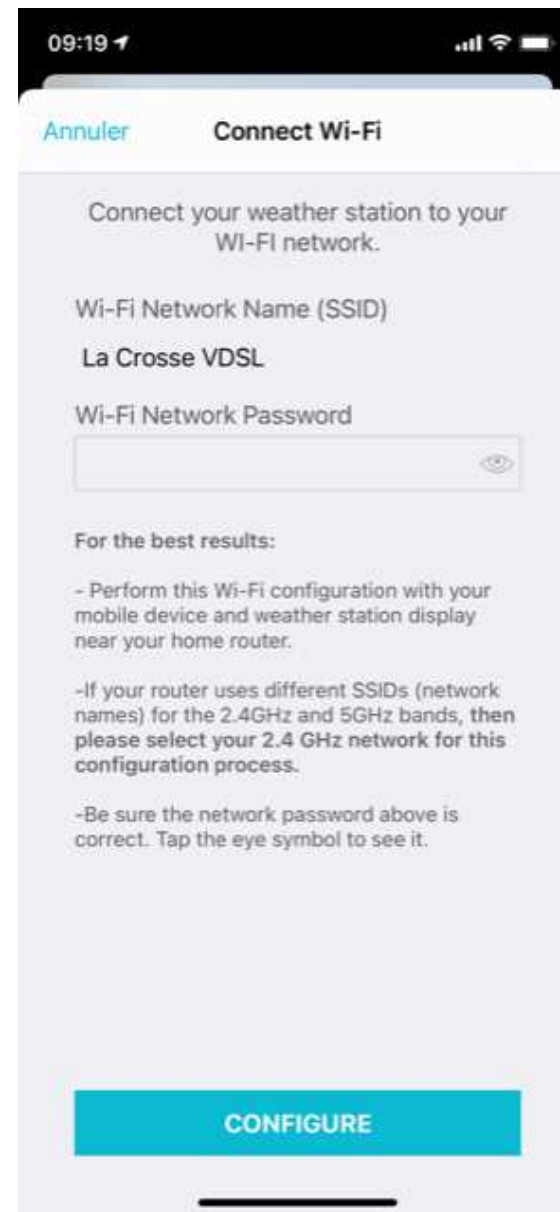 09:19
Annuler Connect Wi-Fi
Connect your weather station to your
WI-FI network.
Wi-Fi Network Name (SSID)
La Crosse VDSL
Wi-Fi Network Password
For the best results:
- Perform this Wi-Fi configuration with your
mobile device and weather station display
near your home router.
-If your router uses different SSIDs (network
names) for the 2.4GHz and 5GHz bands, then
please select your 2.4 GHz network for this
configuration process.
-Be sure the network password above is
correct. Tap the eye symbol to see it.
CONFIGURE